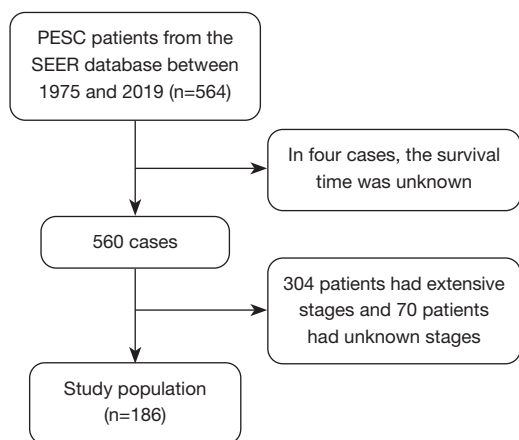 PESC patients from the
SEER database between
1975 and 2019 (n=564)
In four cases, the survival
time was unknown
560 cases
304 patients had extensive
stages and 70 patients
had unknown stages
Study population
(n=186)